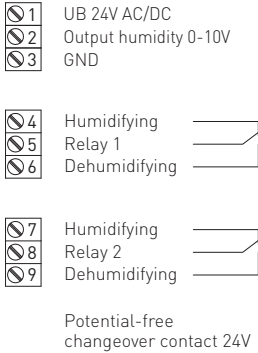 1 UB 24V AC/DC
2 Output humidity 0-10V
3 GND
4 Humidifying
5 Relay 1
6 Dehumidifying
7 Humidifying
8 Relay 2
9 Dehumidifying
Potential-free
changeover contact 24V